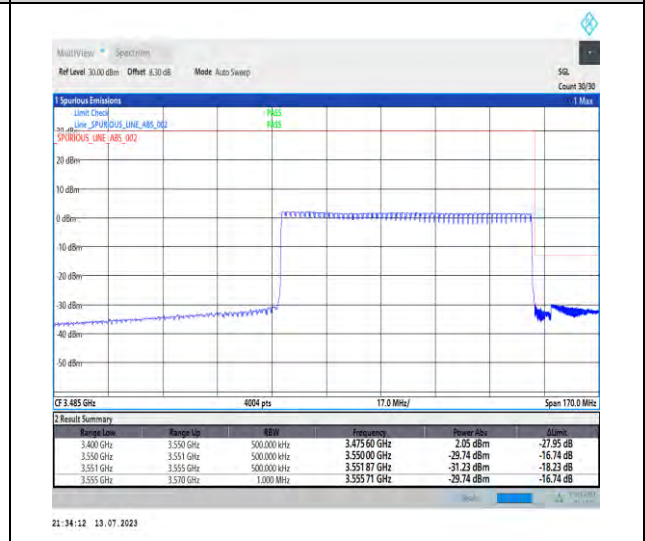 MultiView Spectrum
Ref Level 30.00 dBm Offset 8.30 dB Mode Auto Sweep SGL
Count 30/30
1 Spurious Emissions 1 Max
Limit Check PASS
Line _SPURIOUS_LINE_ABS_002 PASS
SPURIOUS_LINE_ABS_002
20 dBm
10 dBm
0 dBm
-10 dBm
-20 dBm
-30 dBm
-40 dBm
-50 dBm
CF 3.485 GHz 4004 pts 17.0 MHz/ Span 170.0 MHz
2 Result Summary
Range Low Range Up RBW Frequency Power Abs ΔLimit
3.400 GHz 3.550 GHz 500.000 kHz 3.475 60 GHz 2.05 dBm -27.95 dB
3.550 GHz 3.551 GHz 500.000 kHz 3.550 00 GHz -29.74 dBm -16.74 dB
3.551 GHz 3.555 GHz 500.000 kHz 3.551 87 GHz -31.23 dBm -18.23 dB
3.555 GHz 3.570 GHz 1.000 MHz 3.555 71 GHz -29.74 dBm -16.74 dB
21:34:12 13.07.2023